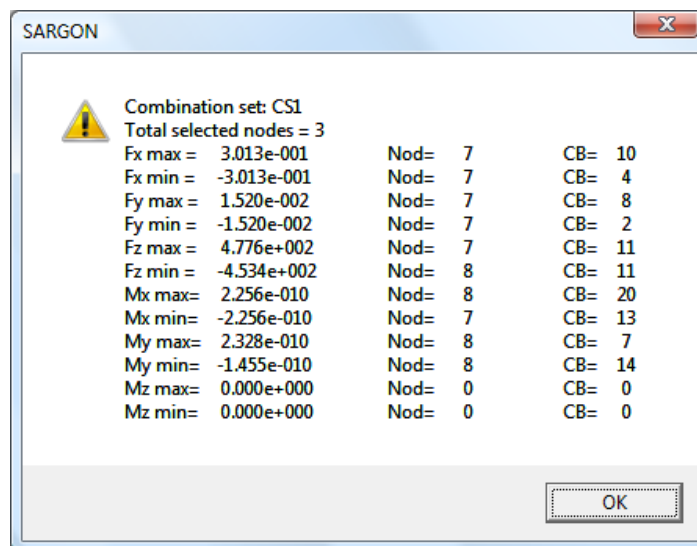 SARGON
Combination set: CS1
Total selected nodes = 3
Fx max = 3.013e-001 Nod= 7 CB= 10
Fx min = -3.013e-001 Nod= 7 CB= 4
Fy max = 1.520e-002 Nod= 7 CB= 8
Fy min = -1.520e-002 Nod= 7 CB= 2
Fz max = 4.776e+002 Nod= 7 CB= 11
Fz min = -4.534e+002 Nod= 8 CB= 11
Mx max= 2.256e-010 Nod= 8 CB= 20
Mx min= -2.256e-010 Nod= 7 CB= 13
My max= 2.328e-010 Nod= 8 CB= 7
My min= -1.455e-010 Nod= 8 CB= 14
Mz max= 0.000e+000 Nod= 0 CB= 0
Mz min= 0.000e+000 Nod= 0 CB= 0
OK